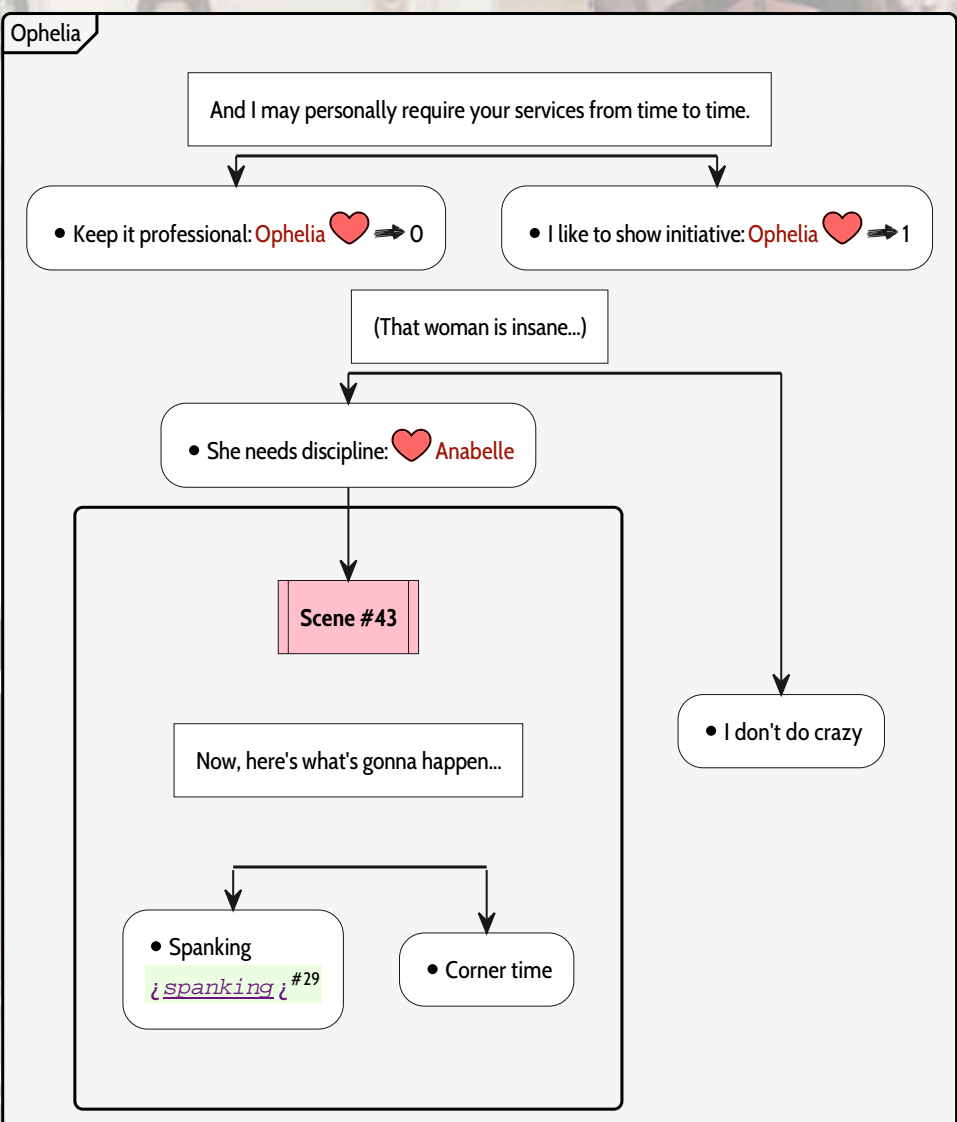 Ophelia
And I may personally require your services from time to time.
• Keep it professional: Ophelia ❤ ➡ 0
• I like to show initiative: Ophelia ❤ ➡ 1
(That woman is insane...)
• She needs discipline: ❤ Anabelle
Scene #43
• I don't do crazy
Now, here's what's gonna happen...
• Spanking
¿spanking¿#29
• Corner time